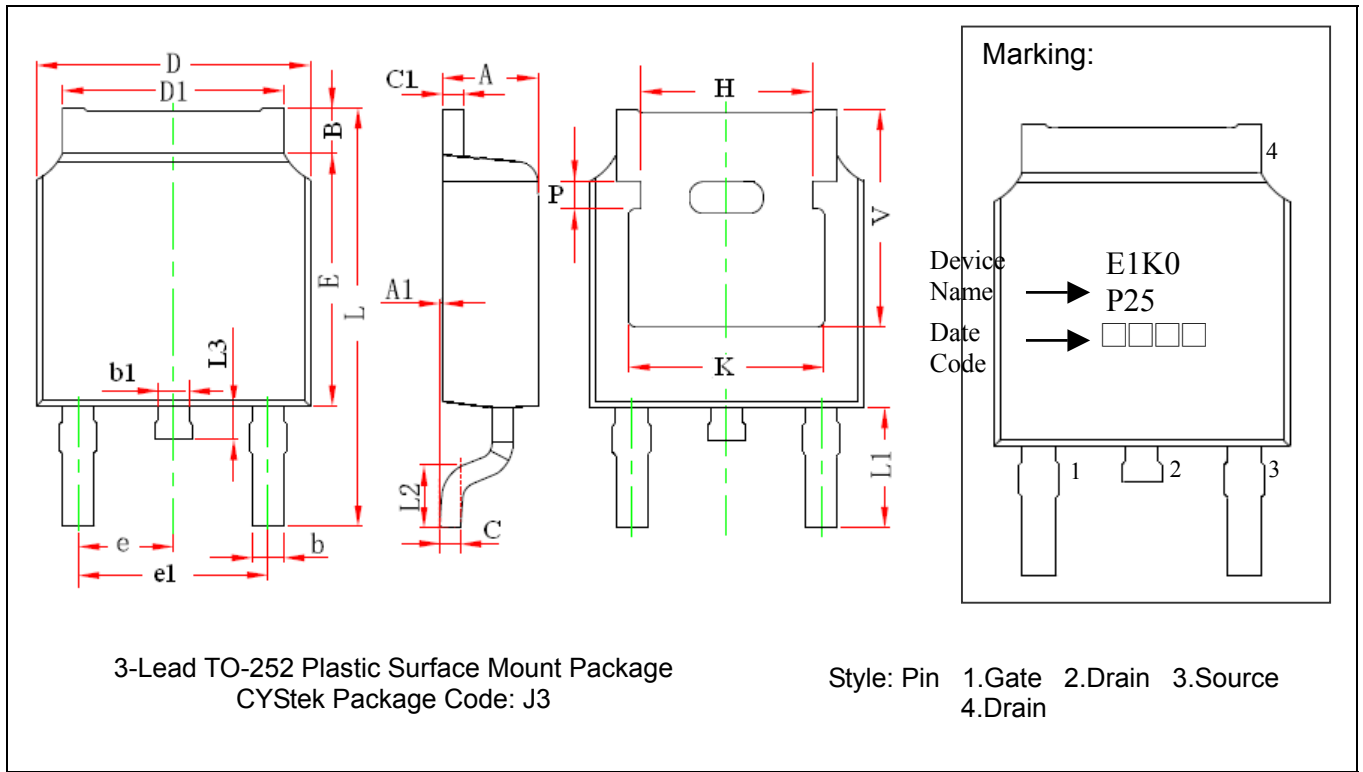 D
D1
B
E
L
L3
b1
e
e1
b
C1
A
A1
L2
C
H
P
V
K
L1
Marking:
4
Device
Name
E1K0
P25
Date
Code
□□□□
1
2
3
3-Lead TO-252 Plastic Surface Mount Package
CYStek Package Code: J3
Style: Pin 1.Gate 2.Drain 3.Source
4.Drain